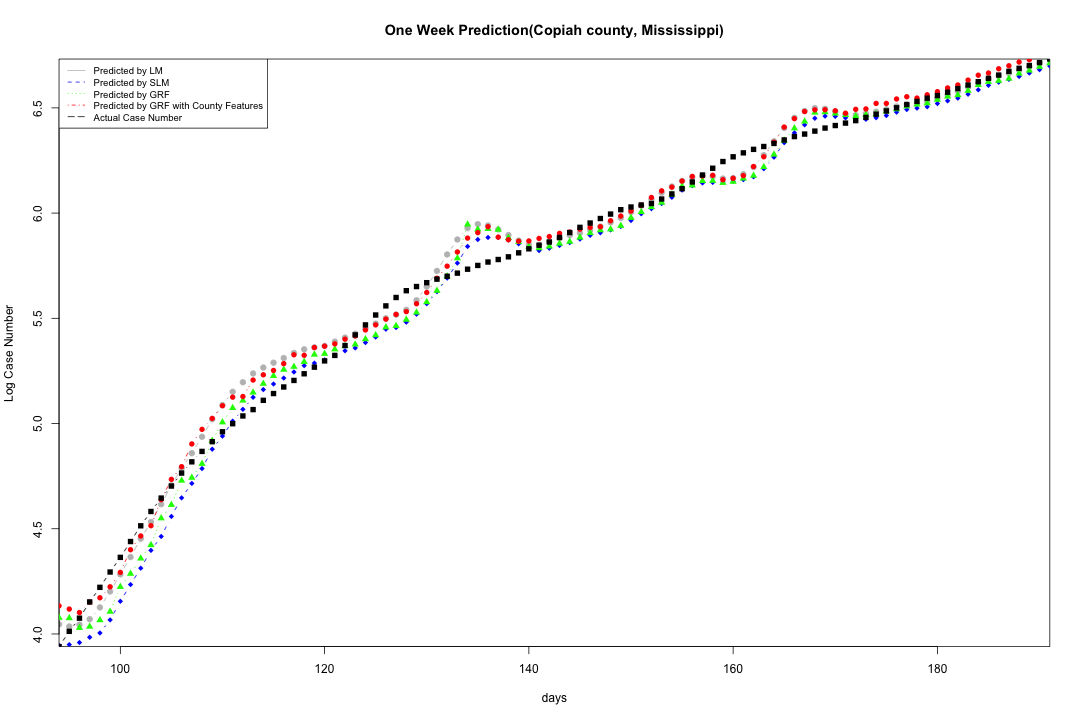 One Week Prediction(Copiah county, Mississippi)
Predicted by LM
Predicted by SLM
Predicted by GRF
Predicted by GRF with County Features
Actual Case Number
Log Case Number
6.5
6.0
5.5
5.0
4.5
4.0
100 120 140 160 180
days